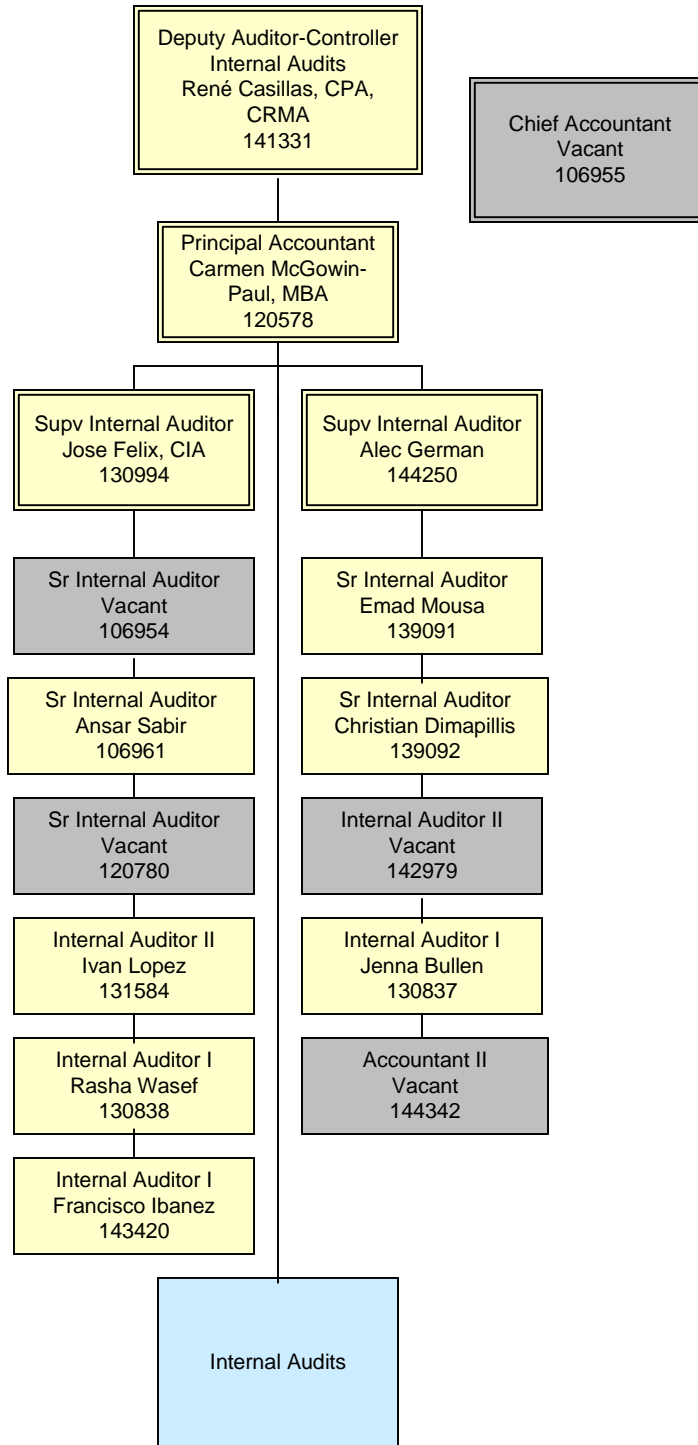 Deputy Auditor-Controller
Internal Audits
René Casillas, CPA,
CRMA
141331
Chief Accountant
Vacant
106955
Principal Accountant
Carmen McGowin-
Paul, MBA
120578
Supv Internal Auditor
Jose Felix, CIA
130994
Supv Internal Auditor
Alec German
144250
Sr Internal Auditor
Vacant
106954
Sr Internal Auditor
Emad Mousa
139091
Sr Internal Auditor
Ansar Sabir
106961
Sr Internal Auditor
Christian Dimapillis
139092
Sr Internal Auditor
Vacant
120780
Internal Auditor II
Vacant
142979
Internal Auditor II
Ivan Lopez
131584
Internal Auditor I
Jenna Bullen
130837
Internal Auditor I
Rasha Wasef
130838
Accountant II
Vacant
144342
Internal Auditor I
Francisco Ibanez
143420
Internal Audits